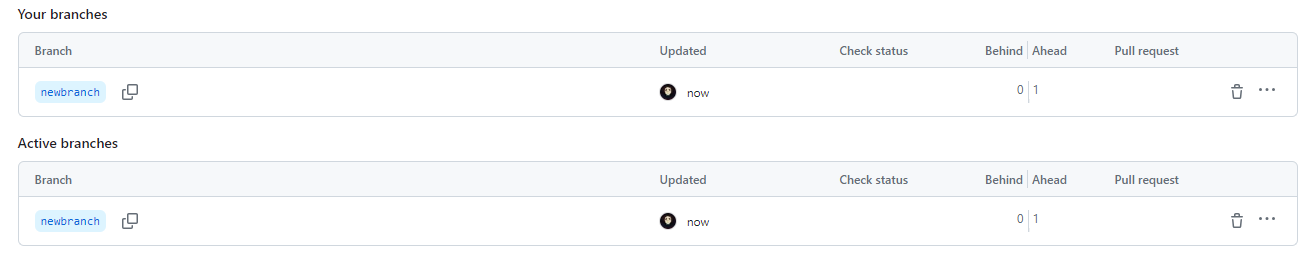 Your branches
Branch Updated Check status Behind Ahead Pull request
newbranch now 0 1
Active branches
Branch Updated Check status Behind Ahead Pull request
newbranch now 0 1